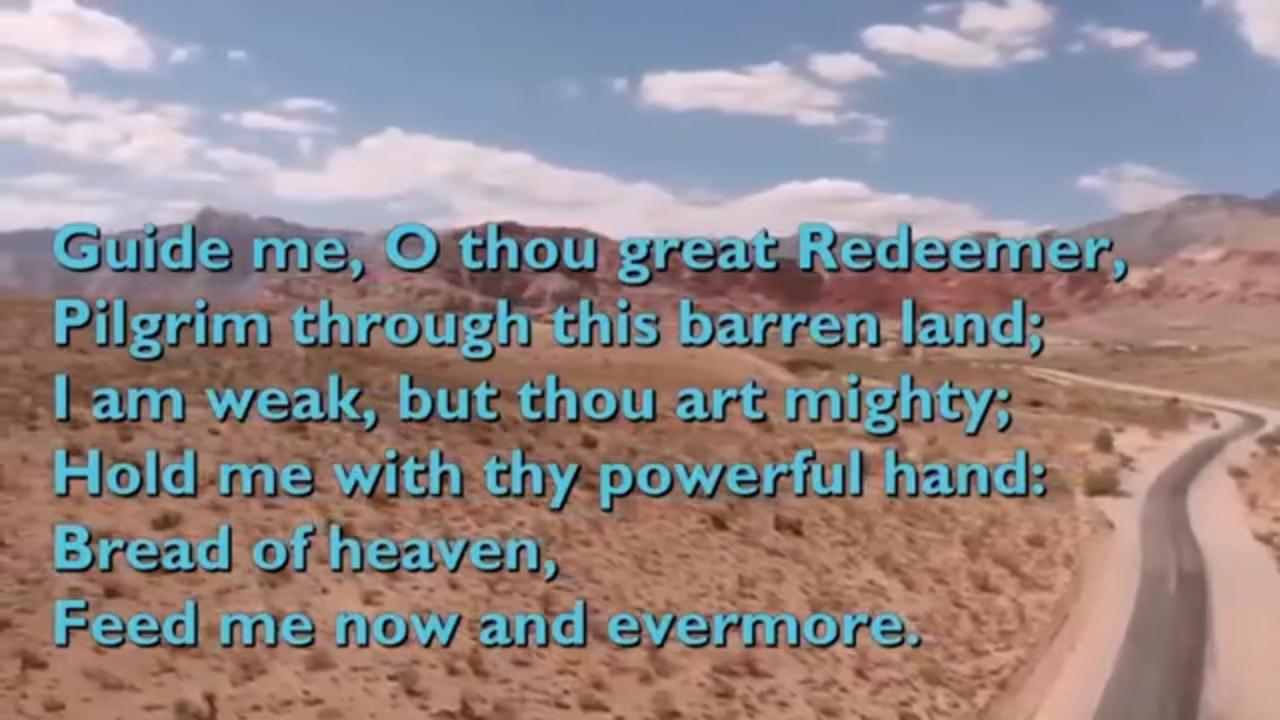 Guide me, O thou great Redeemer,
Pilgrim through this barren land;
I am weak, but thou art mighty;
Hold me with thy powerful hand:
Bread of heaven,
Feed me now and evermore.